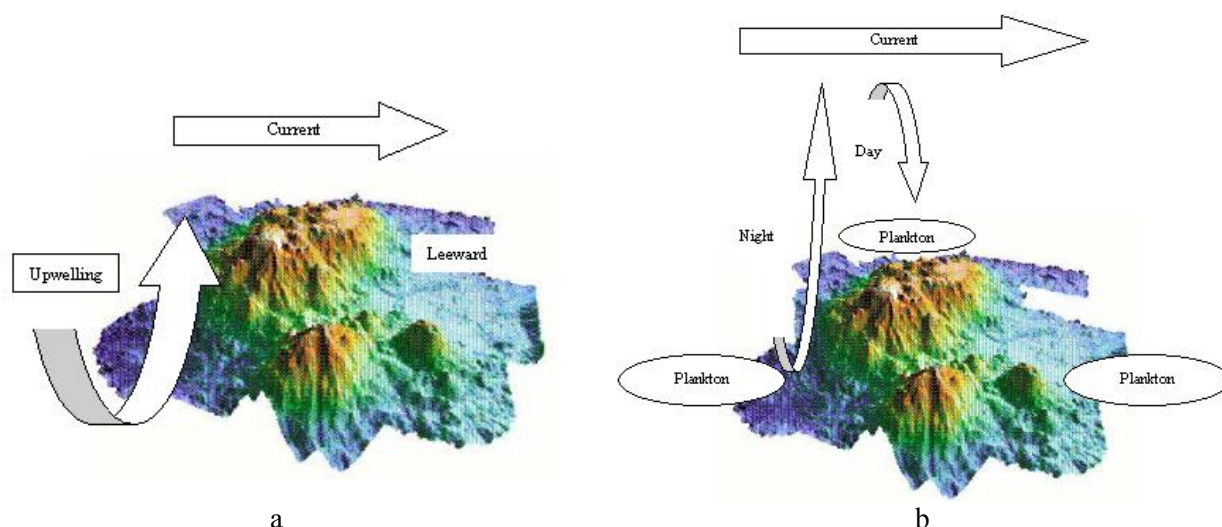 Current
Upwelling
Leeward
a
Current
Day
Night
Plankton
Plankton
Plankton
b